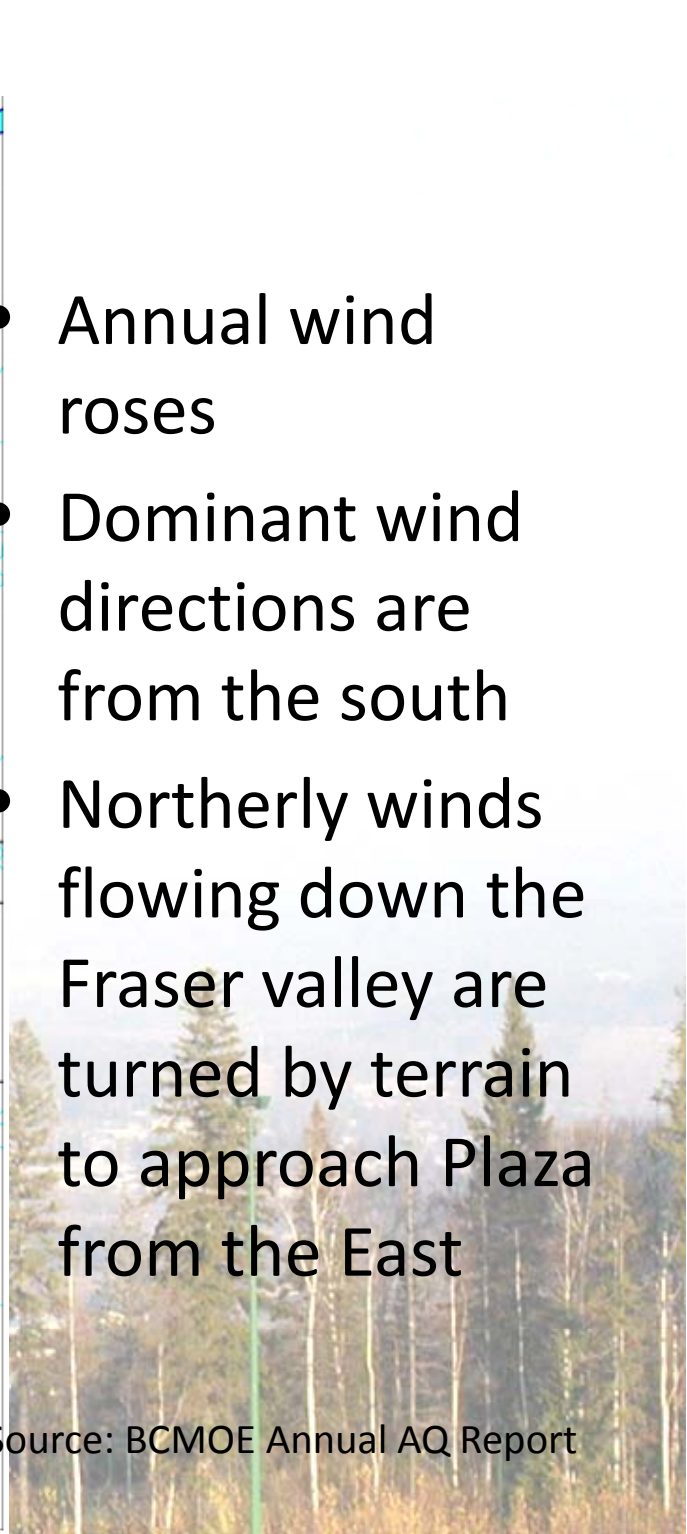 • Annual wind
roses
• Dominant wind
directions are
from the south
• Northerly winds
flowing down the
Fraser valley are
turned by terrain
to approach Plaza
from the East
Source: BCMOE Annual AQ Report